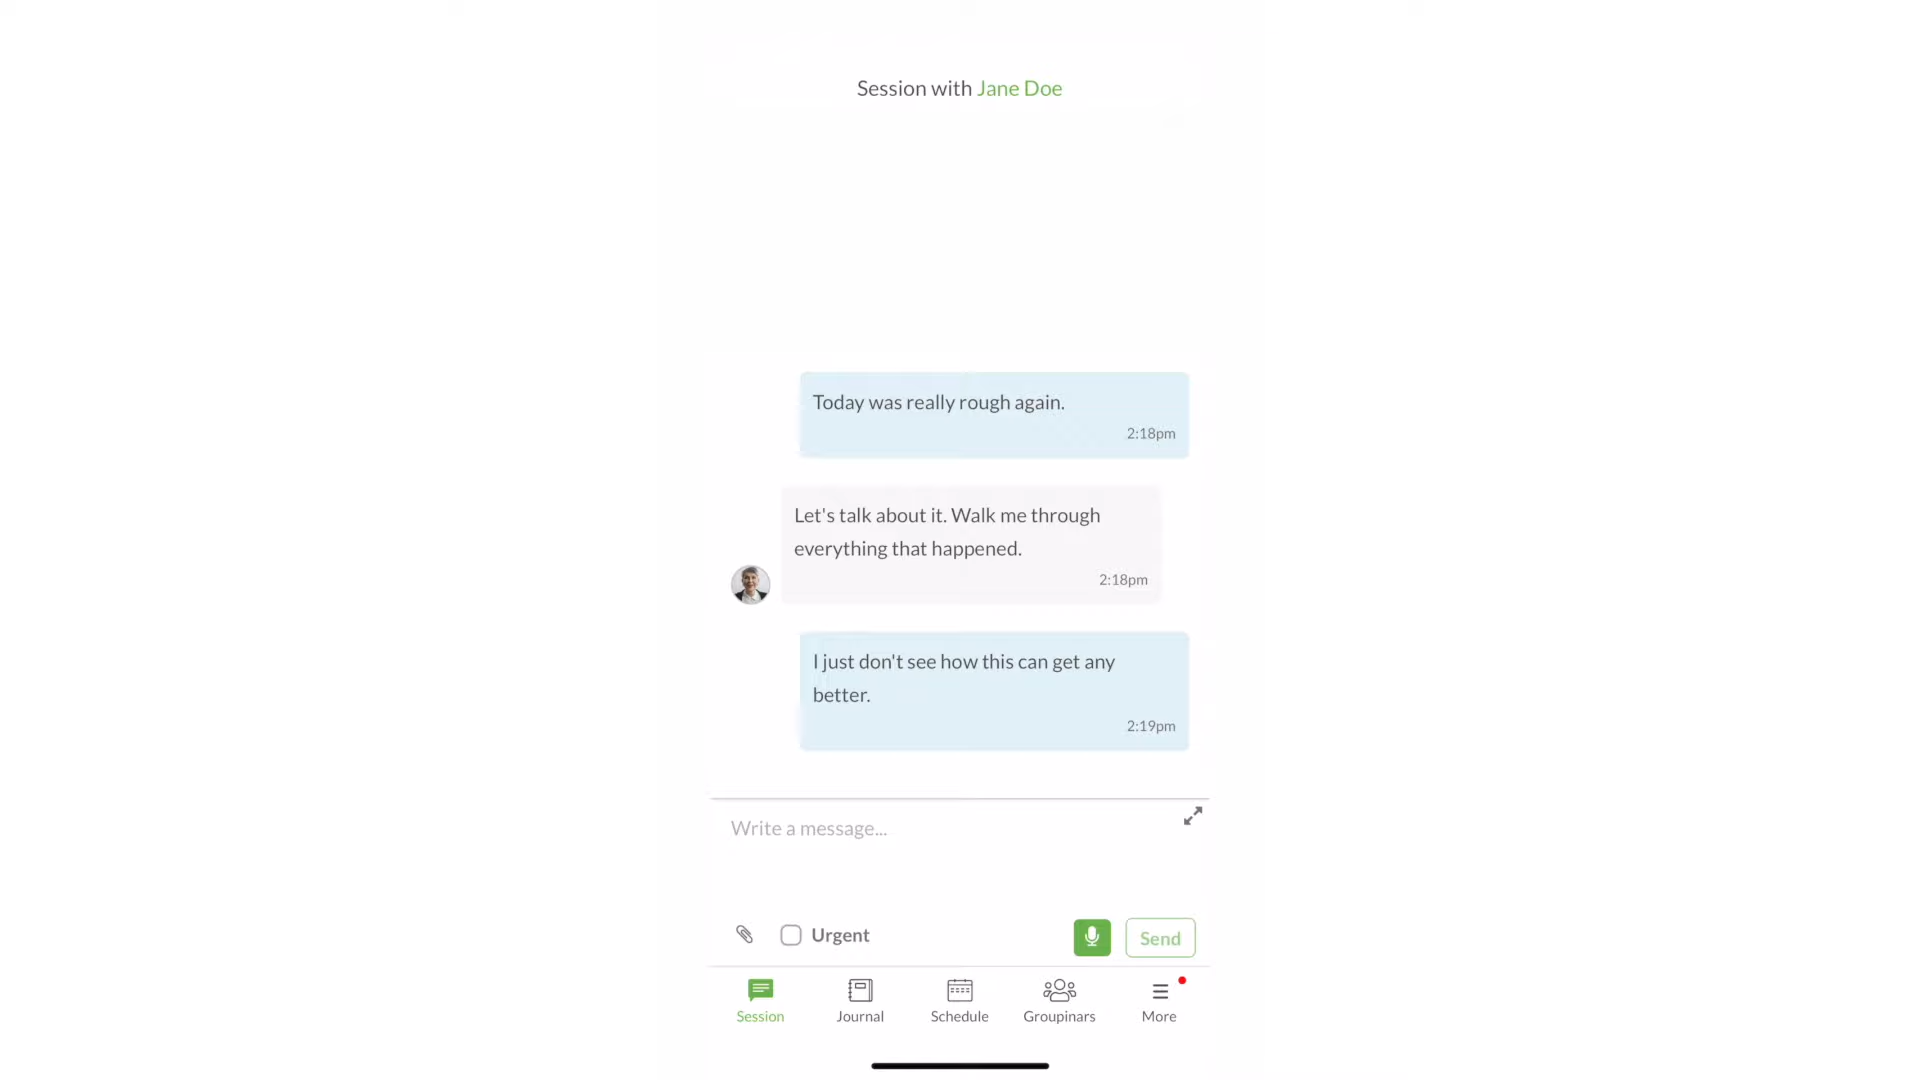 Session with Jane Doe
Today was really rough again.
2:18pm
Let's talk about it. Walk me through
everything that happened.
2:18pm
I just don't see how this can get any
better.
2:19pm
Write a message...
Urgent
Send
Session
Journal
Schedule
Groupinars
More